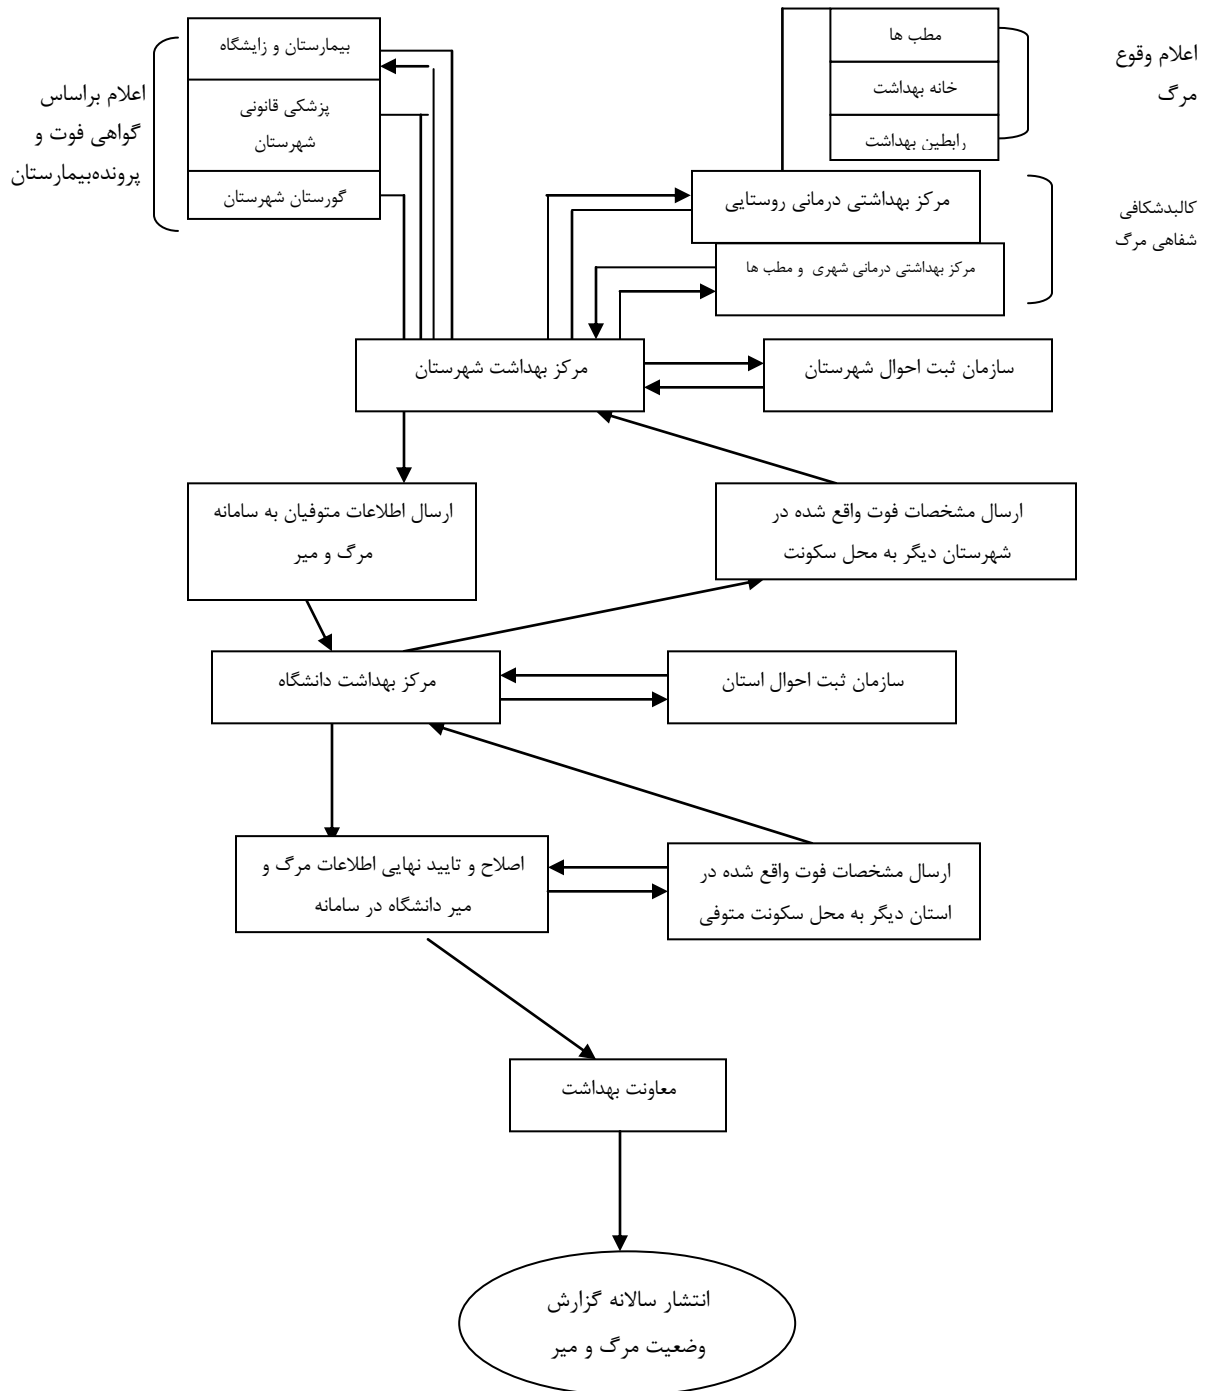 مطب ها
خانه بهداشت
رابطین بهداشت
اعلام وقوع
مرگ
بیمارستان و زایشگاه
پزشکی قانونی
شهرستان
گورستان شهرستان
اعلام براساس
گواهی فوت و
پروندهبیمارستان
مرکز بهداشتی درمانی روستایی
مرکز بهداشتی درمانی شهری و مطب ها
کالبدشکافی
شفاهی مرگ
سازمان ثبت احوال شهرستان
مرکز بهداشت شهرستان
ارسال مشخصات فوت واقع شده در
شهرستان دیگر به محل سکونت
ارسال اطلاعات متوفیان به سامانه
مرگ و میر
سازمان ثبت احوال استان
مرکز بهداشت دانشگاه
ارسال مشخصات فوت واقع شده در
استان دیگر به محل سکونت متوفی
اصلاح و تایید نهایی اطلاعات مرگ و
میر دانشگاه در سامانه
معاونت بهداشت
انتشار سالانه گزارش
وضعیت مرگ و میر